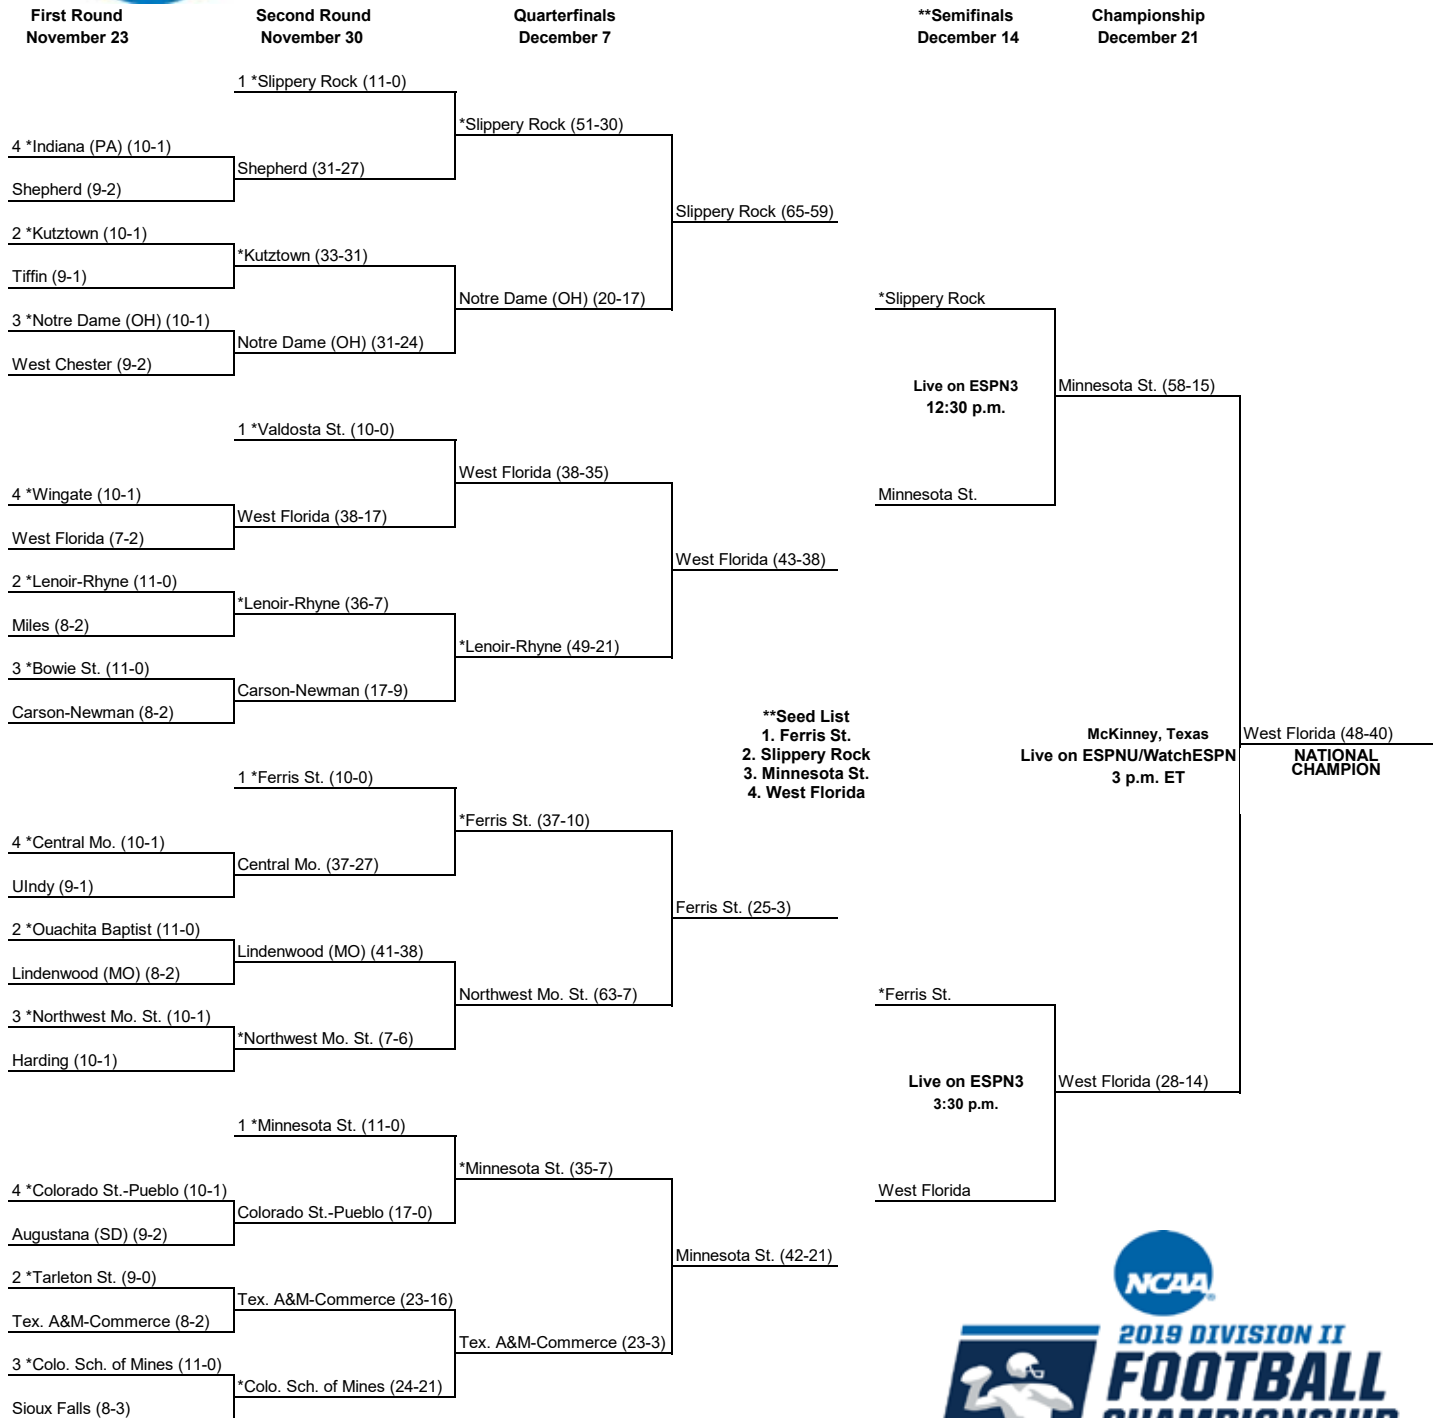 First Round
November 23
Second Round
November 30
Quarterfinals
December 7
**Semifinals
December 14
Championship
December 21
1 *Slippery Rock (11-0)
*Slippery Rock (51-30)
4 *Indiana (PA) (10-1)
Shepherd (31-27)
Shepherd (9-2)
Slippery Rock (65-59)
2 *Kutztown (10-1)
*Kutztown (33-31)
Tiffin (9-1)
Notre Dame (OH) (20-17)
3 *Notre Dame (OH) (10-1)
Notre Dame (OH) (31-24)
West Chester (9-2)
*Slippery Rock
Live on ESPN3
12:30 p.m.
Minnesota St. (58-15)
Minnesota St.
1 *Valdosta St. (10-0)
West Florida (38-35)
4 *Wingate (10-1)
West Florida (38-17)
West Florida (7-2)
West Florida (43-38)
2 *Lenoir-Rhyne (11-0)
*Lenoir-Rhyne (36-7)
Miles (8-2)
*Lenoir-Rhyne (49-21)
3 *Bowie St. (11-0)
Carson-Newman (17-9)
Carson-Newman (8-2)
**Seed List
1. Ferris St.
2. Slippery Rock
3. Minnesota St.
4. West Florida
McKinney, Texas
Live on ESPNU/WatchESPN
3 p.m. ET
West Florida (48-40)
NATIONAL
CHAMPION
1 *Ferris St. (10-0)
*Ferris St. (37-10)
4 *Central Mo. (10-1)
Central Mo. (37-27)
UIndy (9-1)
Ferris St. (25-3)
2 *Ouachita Baptist (11-0)
Lindenwood (MO) (41-38)
Lindenwood (MO) (8-2)
Northwest Mo. St. (63-7)
3 *Northwest Mo. St. (10-1)
*Northwest Mo. St. (7-6)
Harding (10-1)
*Ferris St.
Live on ESPN3
3:30 p.m.
West Florida (28-14)
West Florida
1 *Minnesota St. (11-0)
*Minnesota St. (35-7)
4 *Colorado St.-Pueblo (10-1)
Colorado St.-Pueblo (17-0)
Augustana (SD) (9-2)
Minnesota St. (42-21)
2 *Tarleton St. (9-0)
Tex. A&M-Commerce (23-16)
Tex. A&M-Commerce (8-2)
Tex. A&M-Commerce (23-3)
3 *Colo. Sch. of Mines (11-0)
*Colo. Sch. of Mines (24-21)
Sioux Falls (8-3)
NCAA
2019 DIVISION II
FOOTBALL
CHAMPIONSHIP